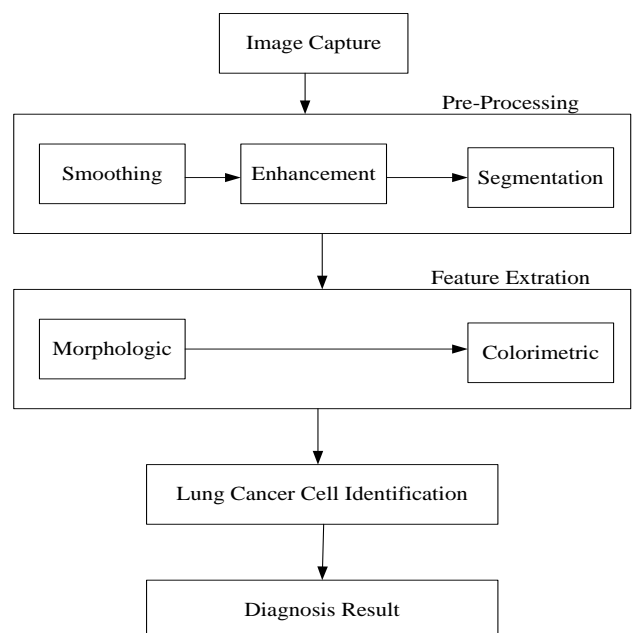 Image Capture
Pre-Processing
Smoothing
Enhancement
Segmentation
Feature Extration
Morphologic
Colorimetric
Lung Cancer Cell Identification
Diagnosis Result